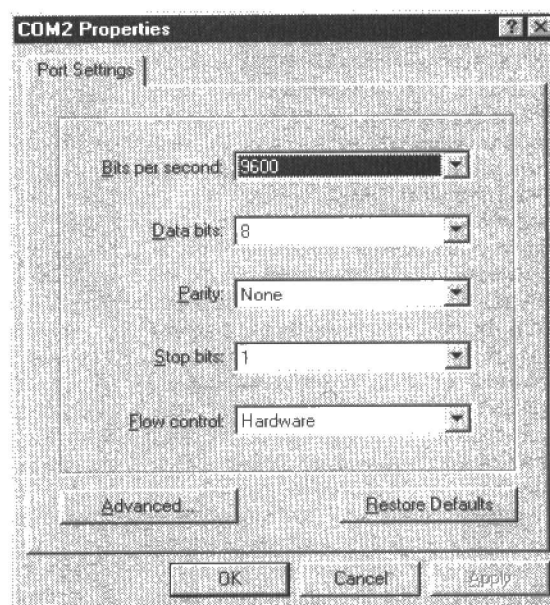 COM2 Properties
Port Settings
Bits per second: 9600
Data bits: 8
Parity: None
Stop bits: 1
Flow control: Hardware
Advanced... Restore Defaults
OK Cancel Apply